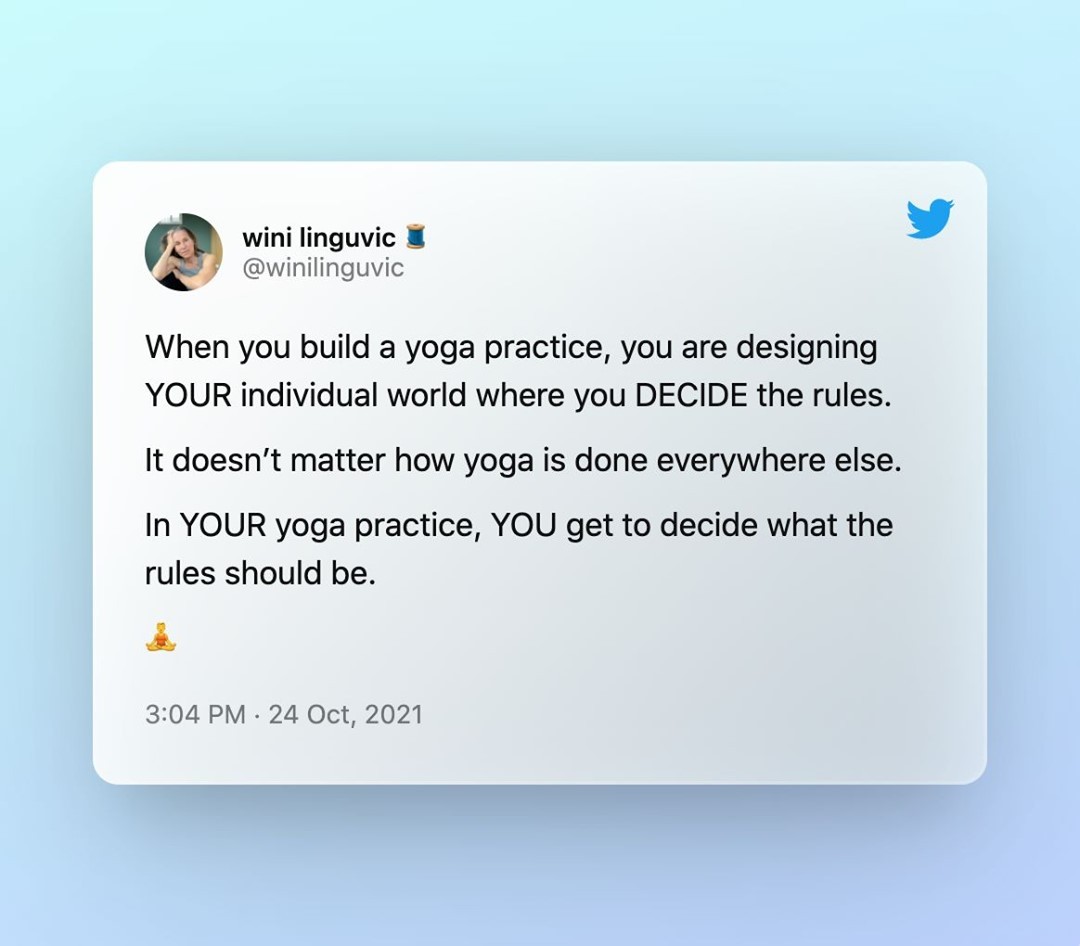 wini linguvic 🧵
@winilinguvic
When you build a yoga practice, you are designing
YOUR individual world where you DECIDE the rules.
It doesn’t matter how yoga is done everywhere else.
In YOUR yoga practice, YOU get to decide what the
rules should be.
🧘
3:04 PM · 24 Oct, 2021